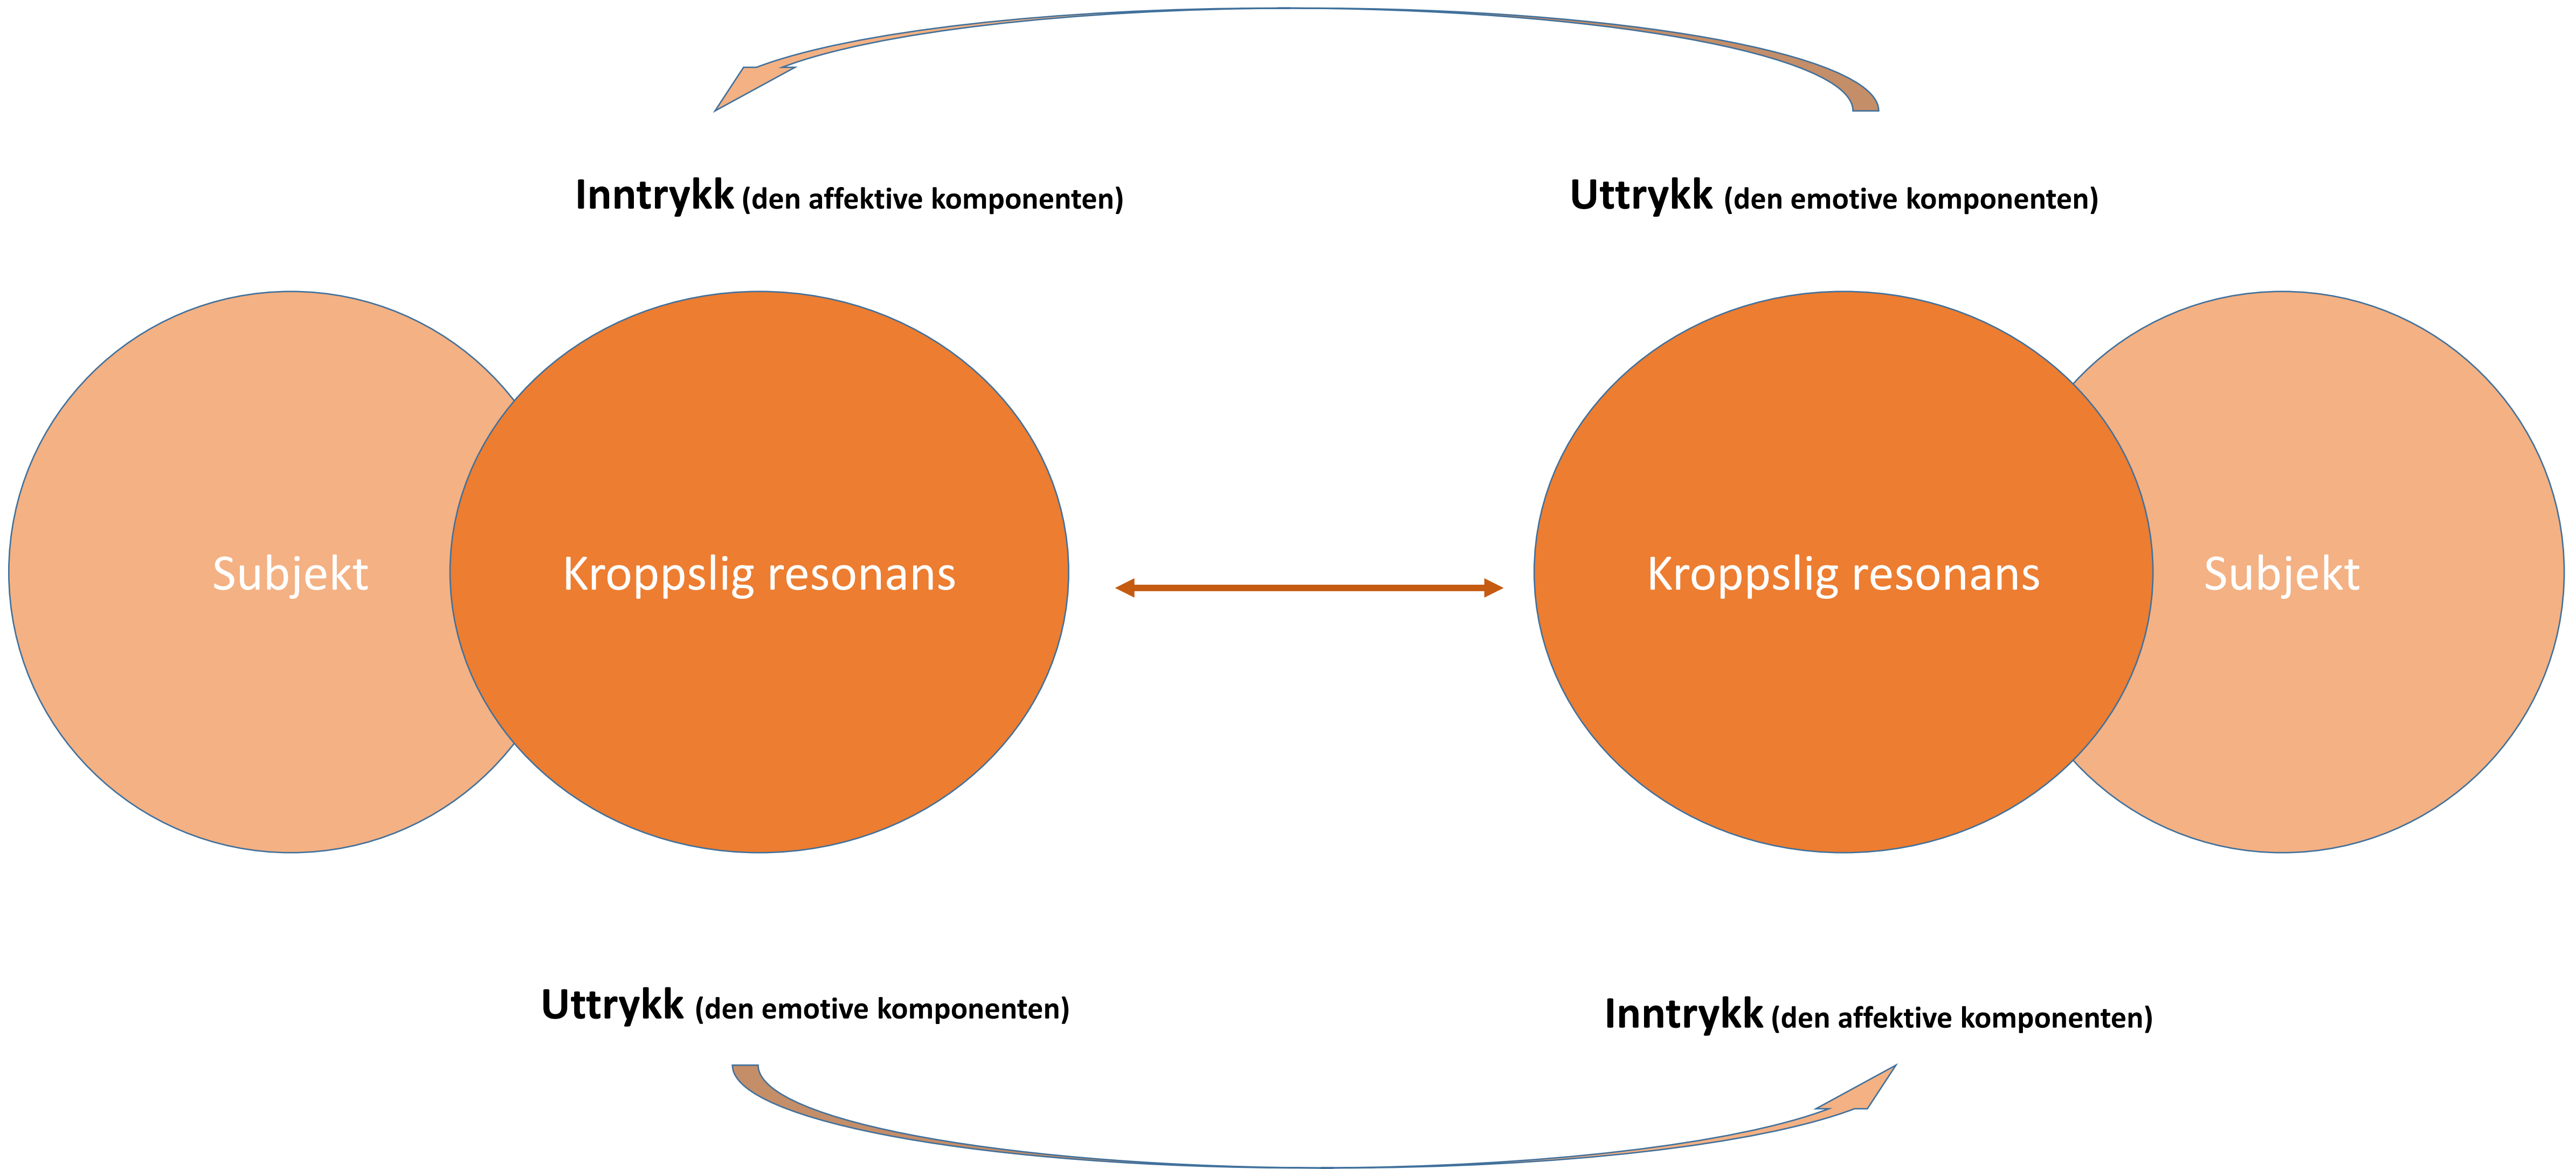 Inntrykk (den affektive komponenten)
Uttrykk (den emotive komponenten)
Subjekt
Kroppslig resonans
Kroppslig resonans
Subjekt
Uttrykk (den emotive komponenten)
Inntrykk (den affektive komponenten)